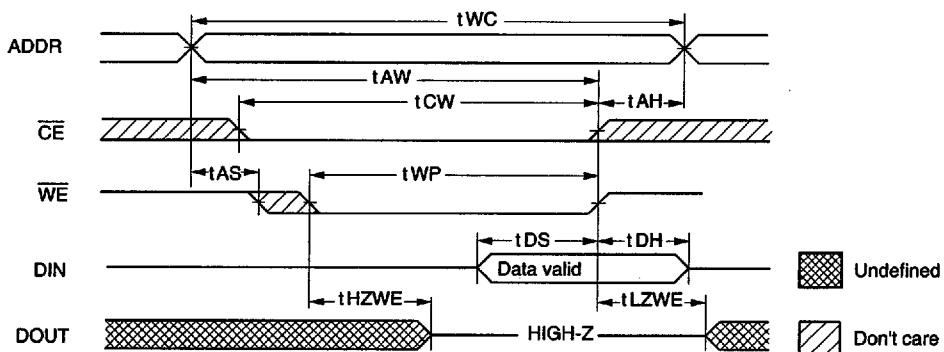 tWC
ADDR
tAW
tCW
tAH
CE
tAS
tWP
WE
tDS
tDH
DIN
Data valid
Undefined
tHZWE
tLZWE
DOUT
HIGH-Z
Don't care